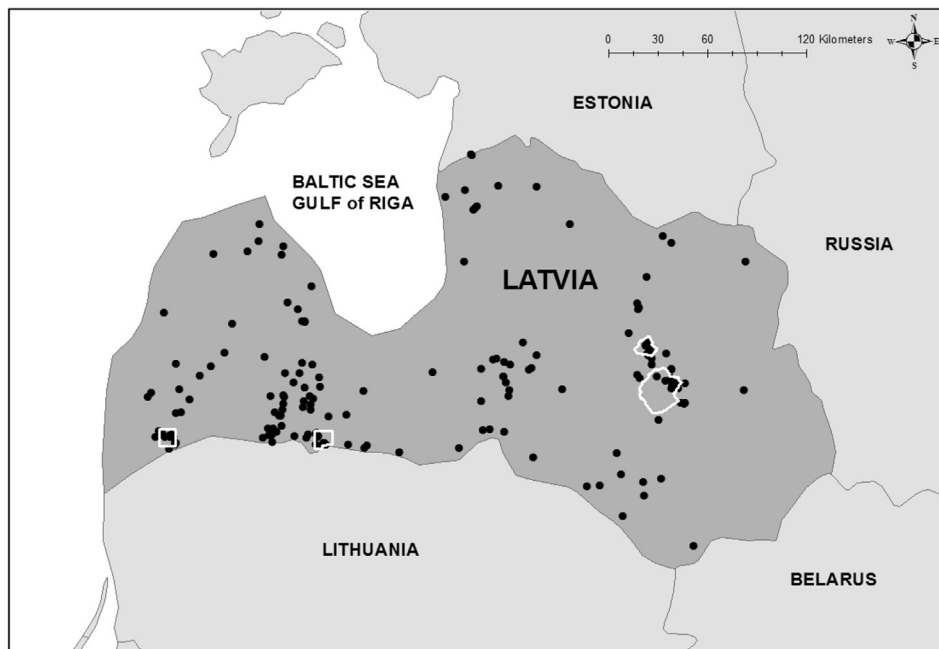 N
W E
S
0 30 60 120 Kilometers
ESTONIA
BALTIC SEA
GULF of RIGA
RUSSIA
LATVIA
LITHUANIA
BELARUS